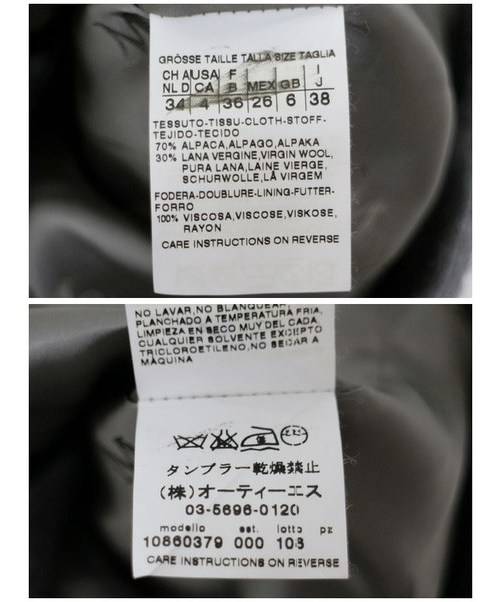 GRÖSSE TAILLE TALLA SIZE TAGLIA
CH A USA F I
NL D CA B MEX GB J
34 4 36 26 6 38
TESSUTO-TISSU-CLOTH-STOFF-
TEJIDO-TECIDO
70% ALPACA,ALPAGO,ALPAKA
30% LANA VERGINE,VIRGIN WOOL,
PURA LANA,LAINE VIERGE,
SCHURWOLLE,LÃ VIRGEM
FODERA-DOUBLURE-LINING-FUTTER-
FORRO
100% VISCOSA,VISCOSE,VISKOSE,
RAYON
CARE INSTRUCTIONS ON REVERSE
NO LAVAR,NO BLANQUEAR,
PLANCHADO A TEMPERATURA FRIA,
LIMPIEZA EN SECO MUY DELICADA
CUALQUIER SOLVENTE EXCEPTO
TRICLOROETILENO,NO SECAR A
MÁQUINA
タンブラー乾燥禁止
(株)オーティーエス
03-5696-0120
modello est. lotto pz
10860379 000 108
CARE INSTRUCTIONS ON REVERSE